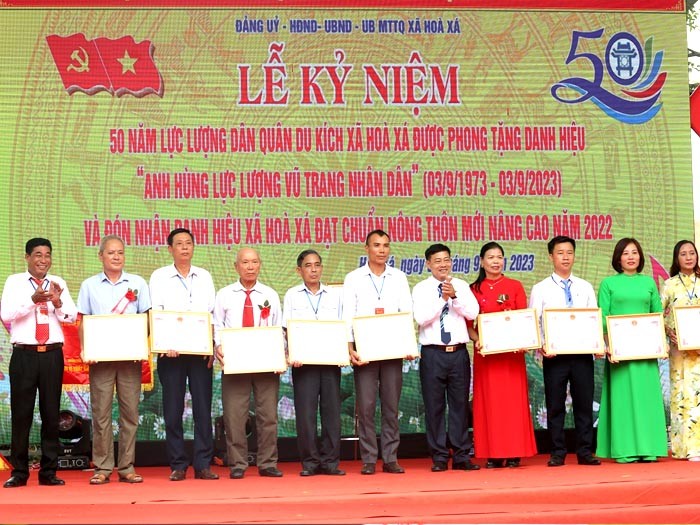 ĐẢNG UỶ - HĐND- UBND - UB MTTQ XÃ HOÀ XÁ
LỄ KỶ NIỆM
50
50 NĂM LỰC LƯỢNG DÂN QUÂN DU KÍCH XÃ HOÀ XÁ ĐƯỢC PHONG TẶNG DANH HIỆU
"ANH HÙNG LỰC LƯỢNG VŨ TRANG NHÂN DÂN" (03/9/1973 - 03/9/2023)
VÀ ĐÓN NHẬN DANH HIỆU XÃ HOÀ XÁ ĐẠT CHUẨN NÔNG THÔN MỚI NÂNG CAO NĂM 2022
ngày 9 2023